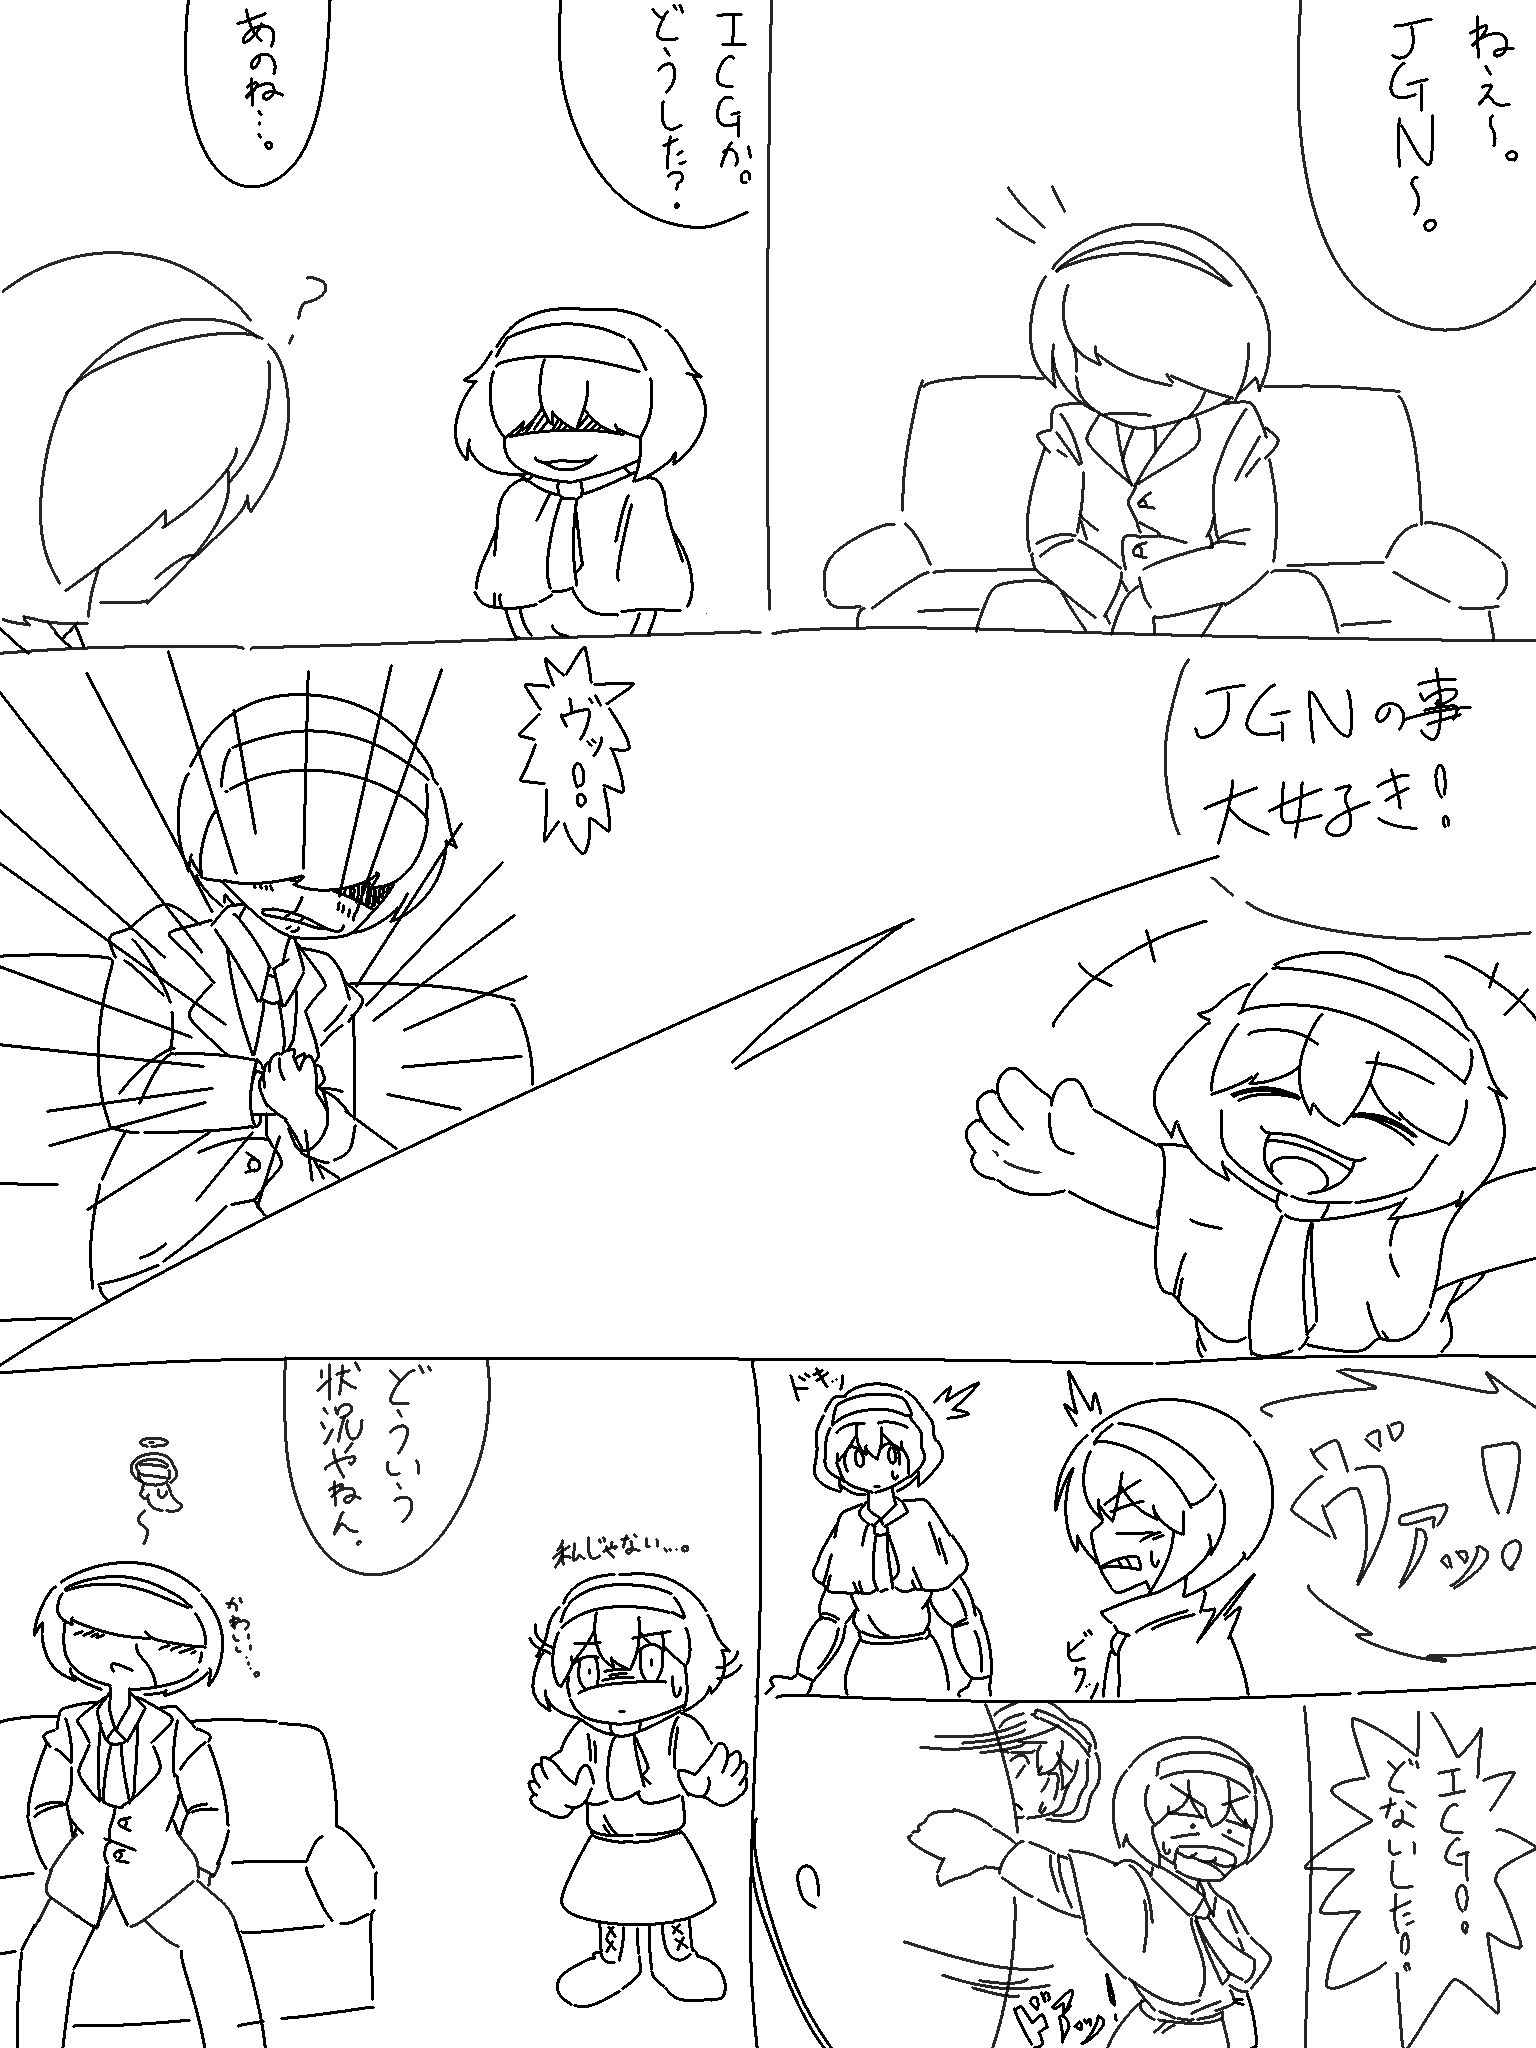 ねぇ〜。
JGN〜。
ICGか。
どうした？
あのね…。
JGNの事
大好き！
ヴッ！
ヴァッ！
ビクッ
ドキッ
ICG！
どないした！
ドアッ！
どういう
状況やねん。
私じゃない…。
かわいい…。